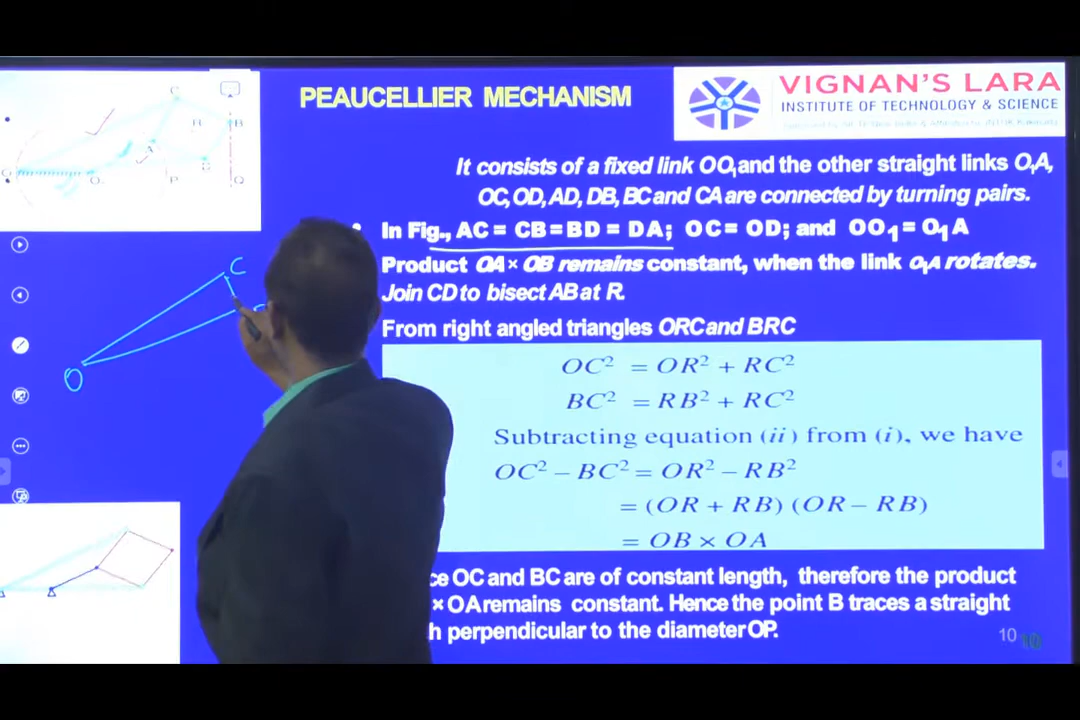 PEAUCELLIER MECHANISM
VIGNAN'S LARA
INSTITUTE OF TECHNOLOGY & SCIENCE
It consists of a fixed link OO₁ and the other straight links O₁A,
OC, OD, AD, DB, BC and CA are connected by turning pairs.
In Fig., AC = CB = BD = DA; OC = OD; and OO₁ = O₁A
Product OA × OB remains constant, when the link O₁A rotates.
Join CD to bisect AB at R.
From right angled triangles ORC and BRC
OC² = OR² + RC²
BC² = RB² + RC²
Subtracting equation (ii) from (i), we have
OC² – BC² = OR² – RB²
= (OR + RB) (OR – RB)
= OB × OA
ce OC and BC are of constant length, therefore the product
× OA remains constant. Hence the point B traces a straight
h perpendicular to the diameter OP.
10
10
C
R
B
P
Q
C
O